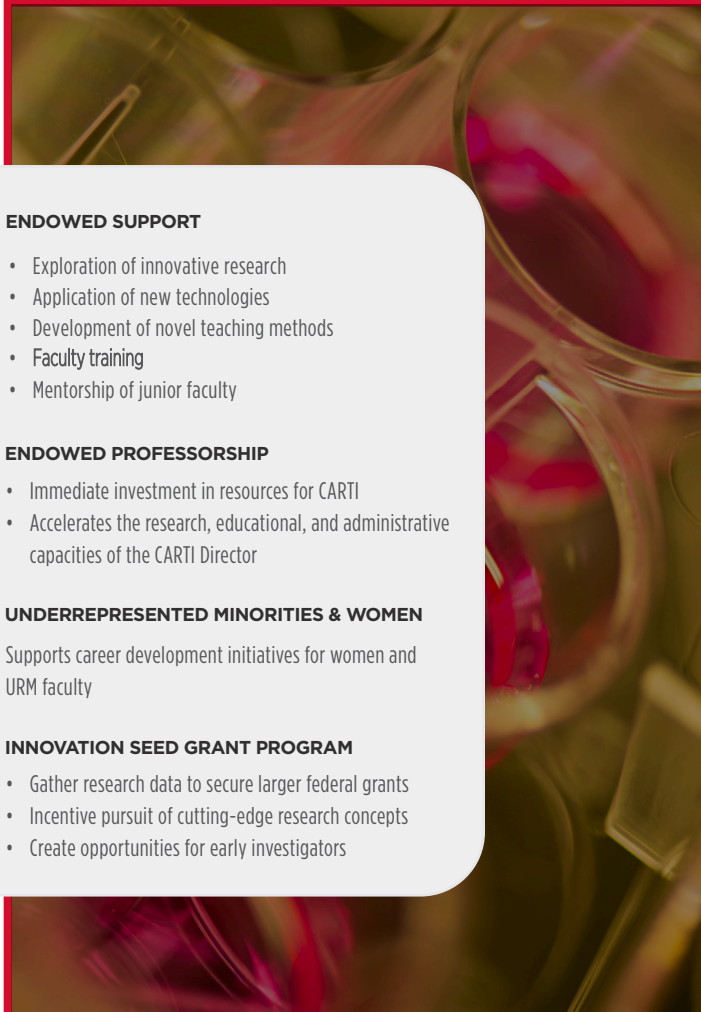 ENDOWED SUPPORT
• Exploration of innovative research
• Application of new technologies
• Development of novel teaching methods
• Faculty training
• Mentorship of junior faculty
ENDOWED PROFESSORSHIP
• Immediate investment in resources for CARTI
• Accelerates the research, educational, and administrative
capacities of the CARTI Director
UNDERREPRESENTED MINORITIES & WOMEN
Supports career development initiatives for women and
URM faculty
INNOVATION SEED GRANT PROGRAM
• Gather research data to secure larger federal grants
• Incentive pursuit of cutting-edge research concepts
• Create opportunities for early investigators